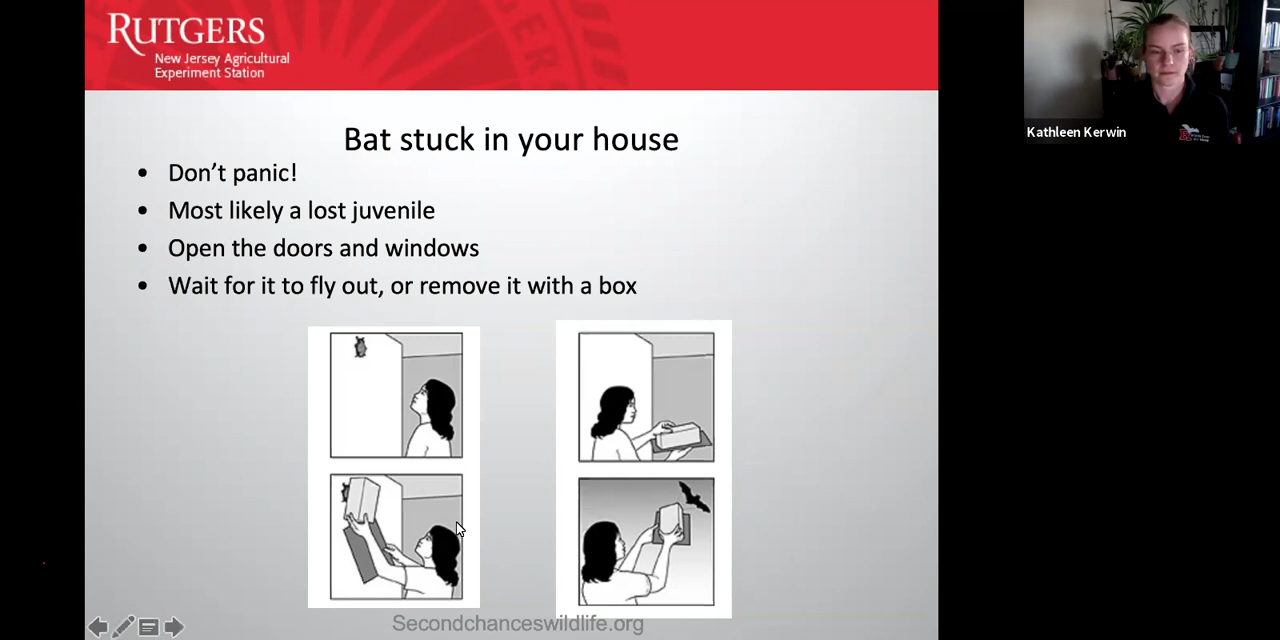 RUTGERS
New Jersey Agricultural
Experiment Station
Kathleen Kerwin
Bat stuck in your house
• Don't panic!
• Most likely a lost juvenile
• Open the doors and windows
• Wait for it to fly out, or remove it with a box
Secondchanceswildlife.org